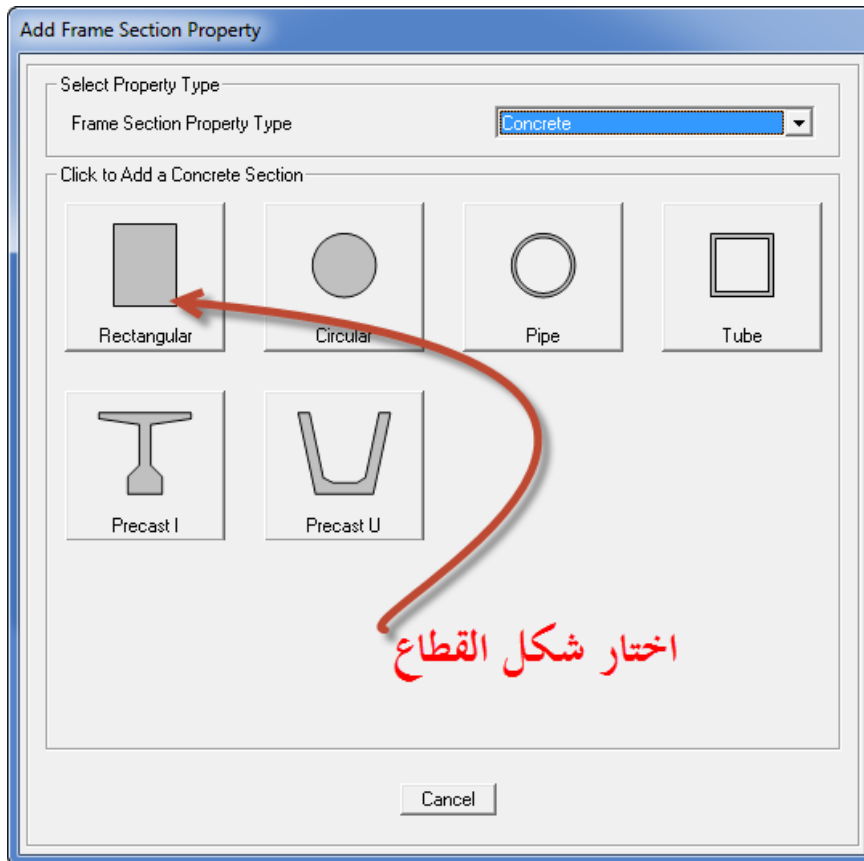 Add Frame Section Property
Select Property Type
Frame Section Property Type
Concrete
Click to Add a Concrete Section
Rectangular
Circular
Pipe
Tube
Precast I
Precast U
اختار شكل القطاع
Cancel